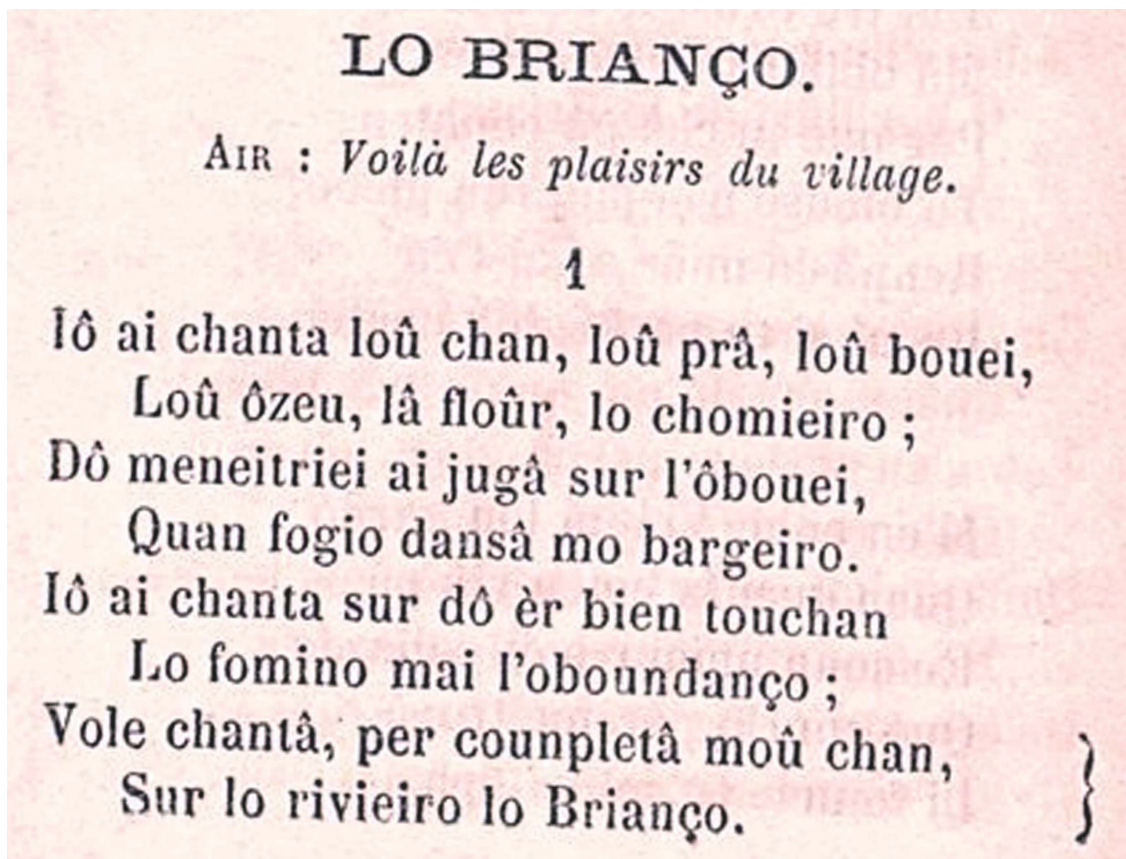 LO BRIANÇO.
AIR : Voilà les plaisirs du village.
1
Iô ai chanta loû chan, loû prâ, loû bouei,
Loû ôzeu, lâ floûr, lo chomieiro ;
Dô meneitriei ai jugâ sur l'ôbouei,
Quan fogio dansâ mo bargeiro.
Iô ai chanta sur dô èr bien touchan
Lo fomino mai l'oboundanço ;
Vole chantâ, per counpletâ moû chan,
Sur lo rivieiro lo Brianço.